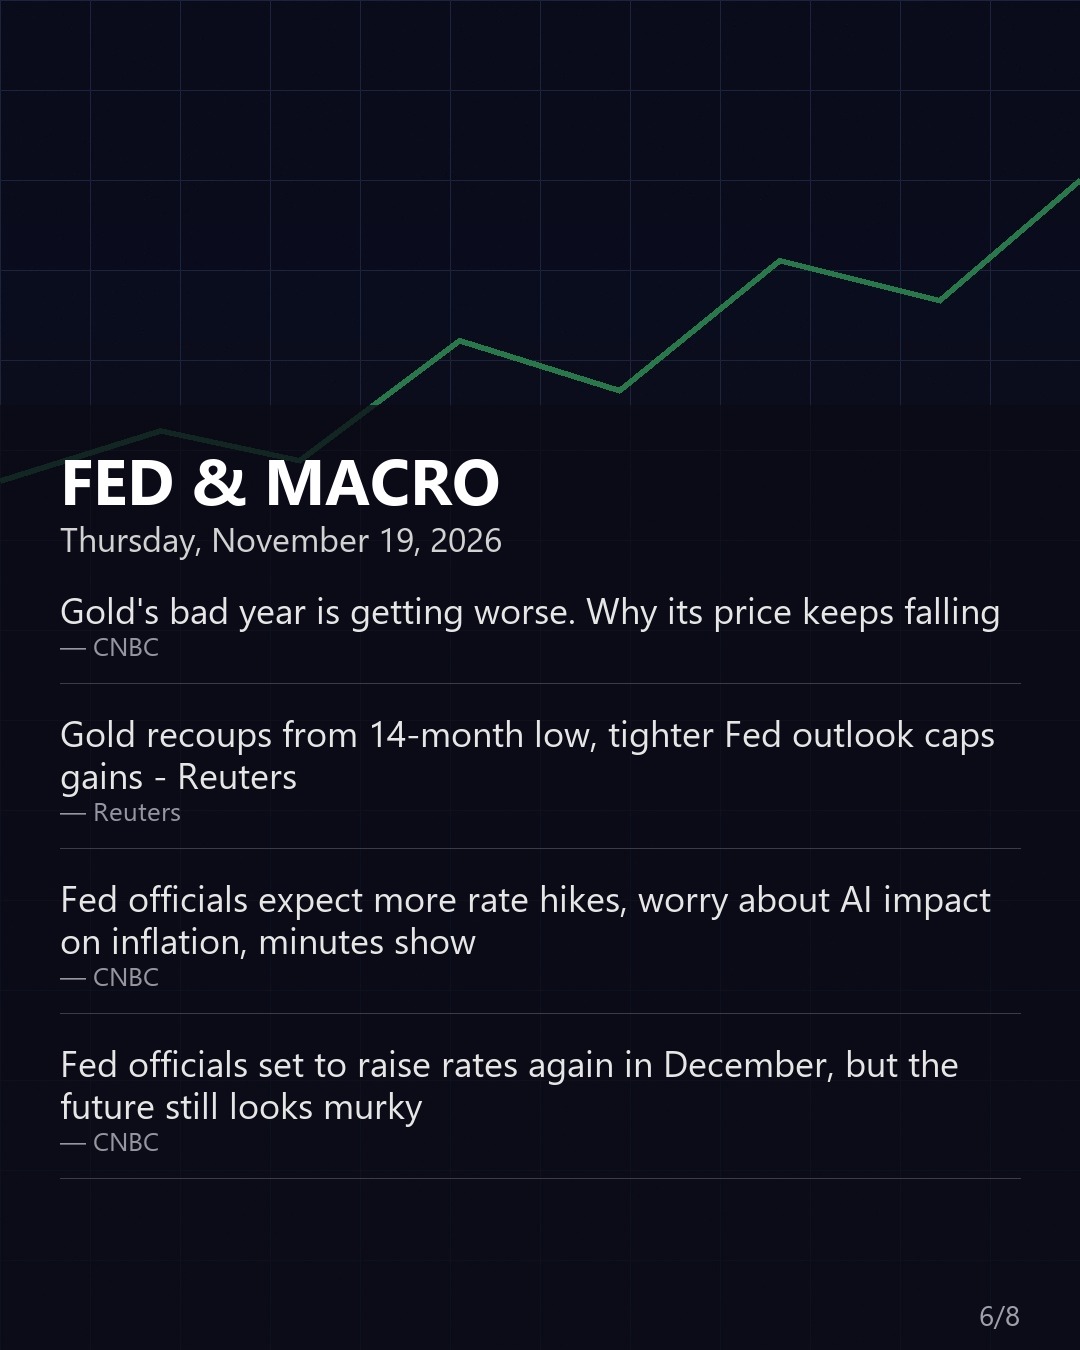 FED & MACRO
Thursday, November 19, 2026
Gold's bad year is getting worse. Why its price keeps falling
— CNBC
Gold recoups from 14-month low, tighter Fed outlook caps
gains - Reuters
— Reuters
Fed officials expect more rate hikes, worry about AI impact
on inflation, minutes show
— CNBC
Fed officials set to raise rates again in December, but the
future still looks murky
— CNBC
6/8